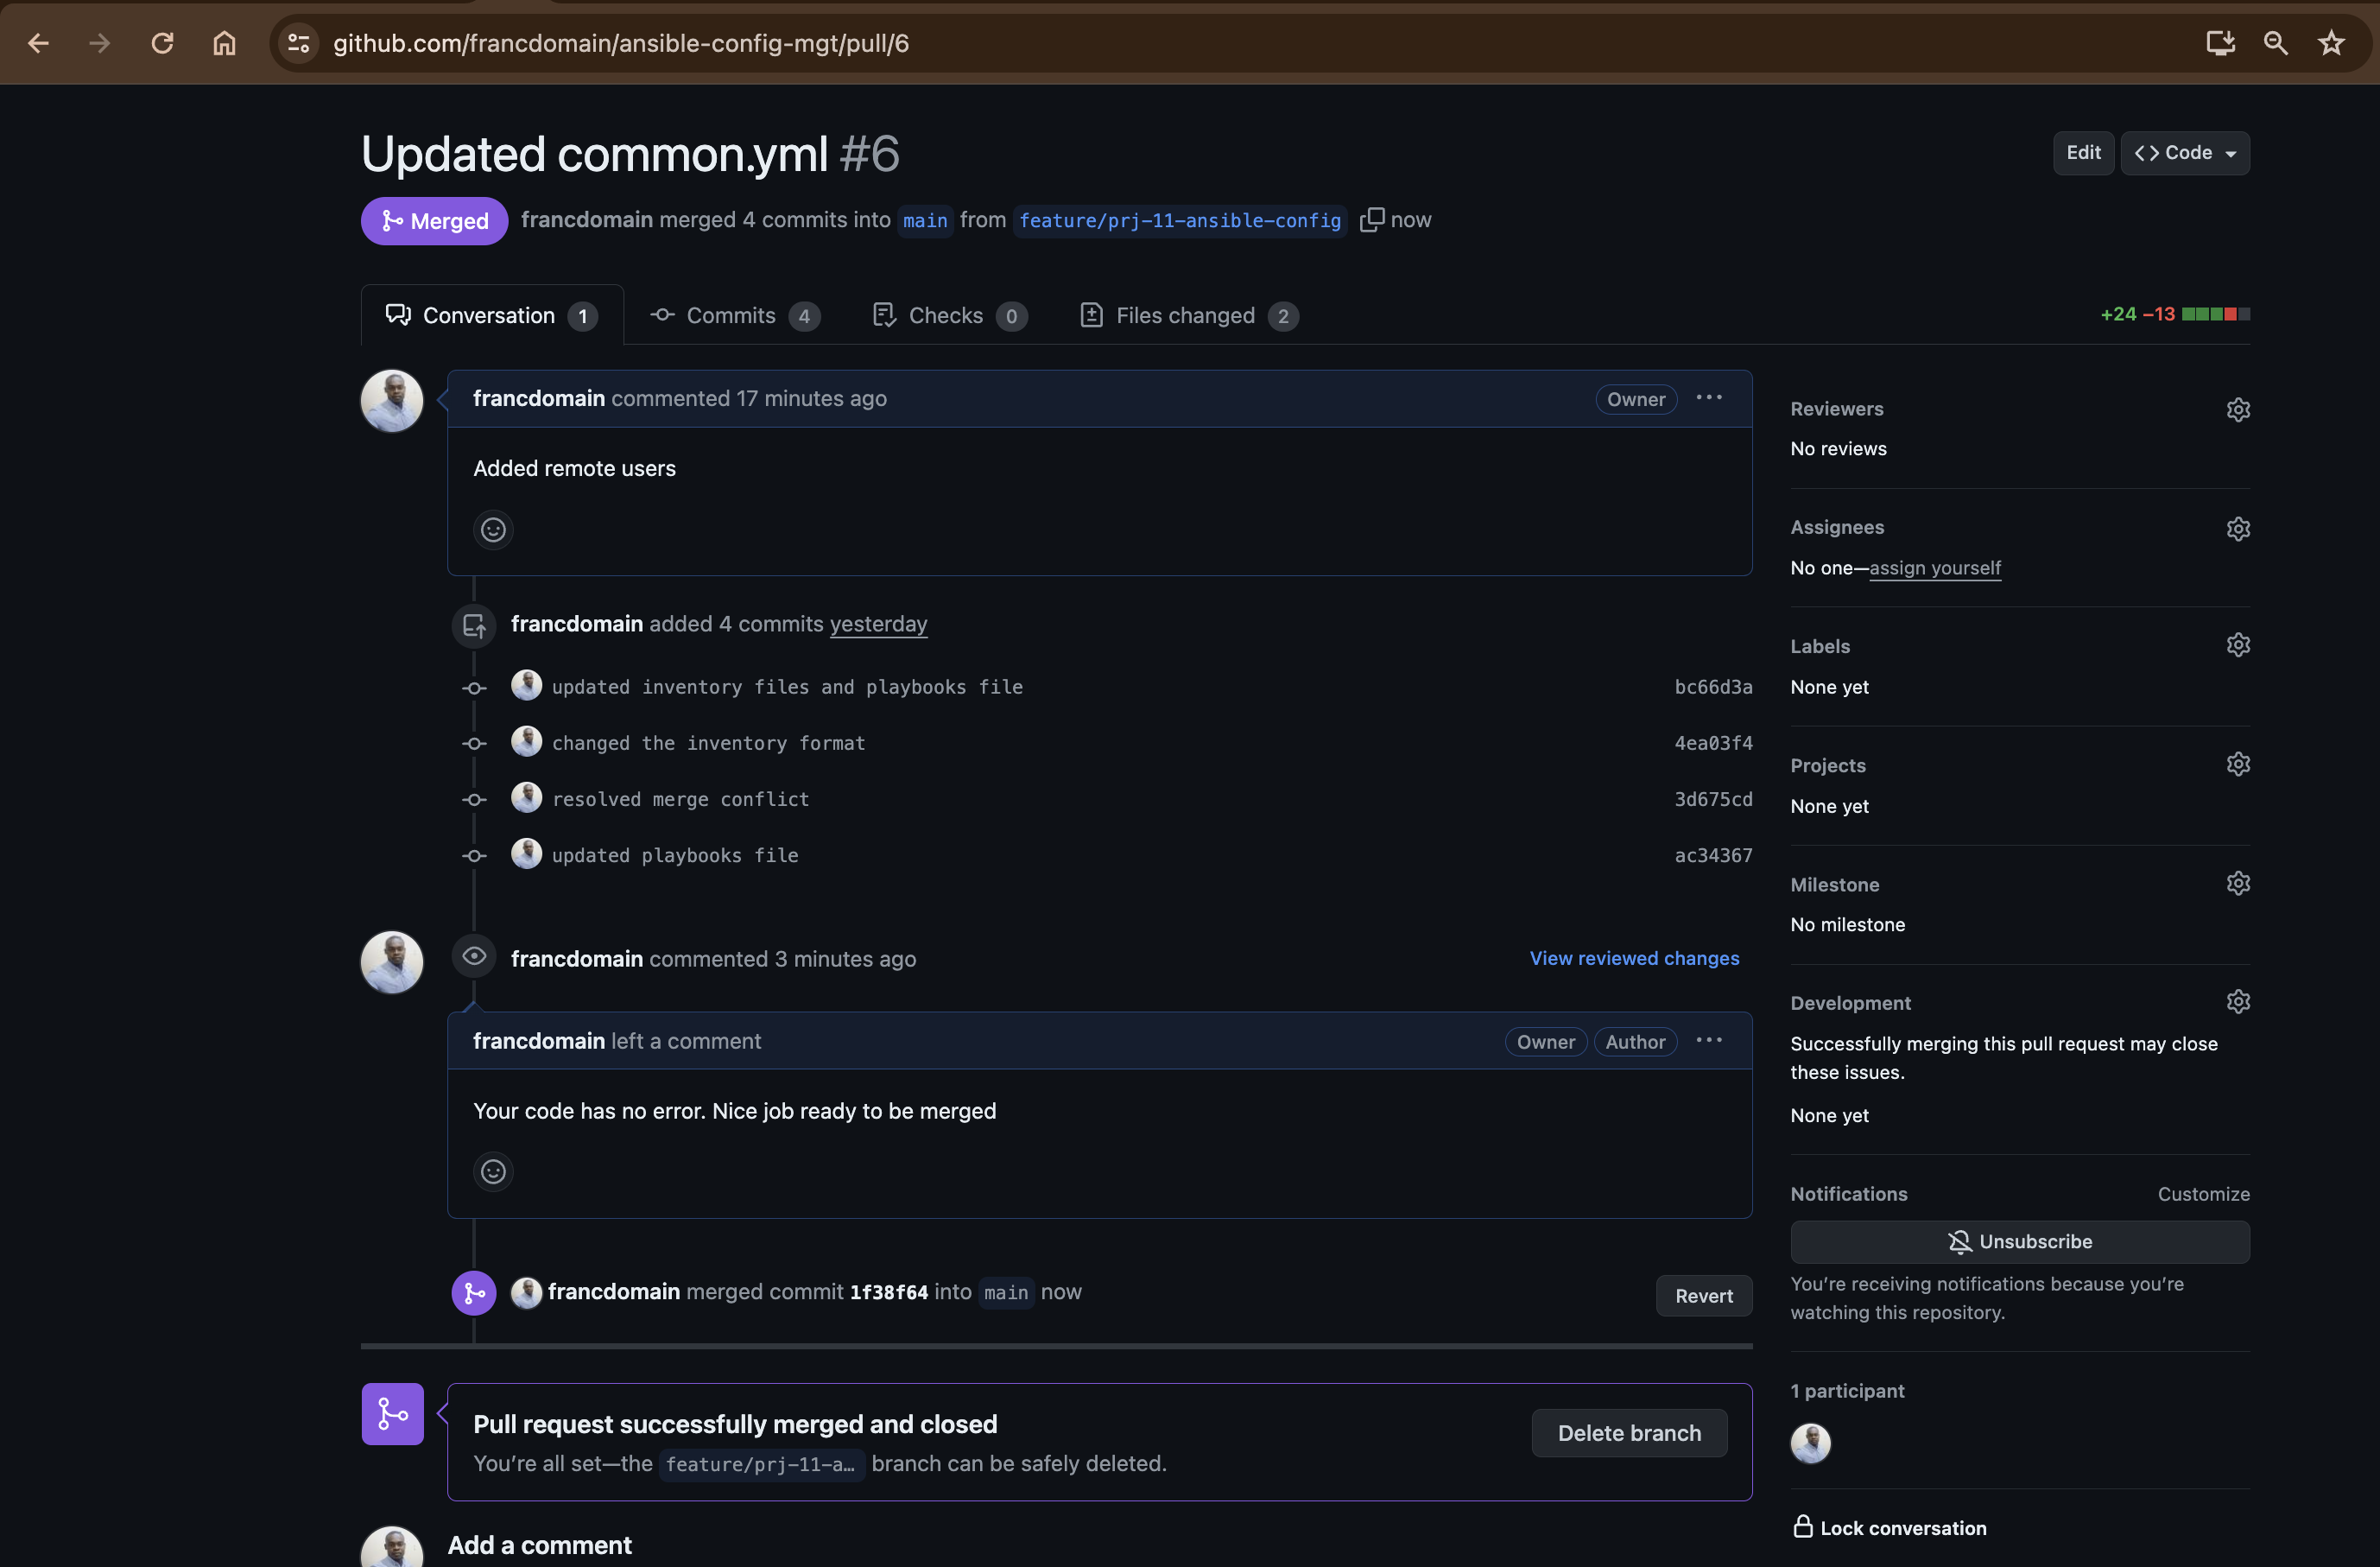 github.com/francdomain/ansible-config-mgt/pull/6
Updated common.yml #6
Edit
Code
Merged
francdomain merged 4 commits into main from feature/prj-11-ansible-config now
Conversation 1
Commits 4
Checks 0
Files changed 2
+24 −13
francdomain commented 17 minutes ago
Owner
Added remote users
francdomain added 4 commits yesterday
updated inventory files and playbooks file bc66d3a
changed the inventory format 4ea03f4
resolved merge conflict 3d675cd
updated playbooks file ac34367
francdomain commented 3 minutes ago
View reviewed changes
francdomain left a comment
Owner
Author
Your code has no error. Nice job ready to be merged
francdomain merged commit 1f38f64 into main now
Revert
Pull request successfully merged and closed
You’re all set—the feature/prj-11-a… branch can be safely deleted.
Delete branch
Add a comment
Reviewers
No reviews
Assignees
No one—assign yourself
Labels
None yet
Projects
None yet
Milestone
No milestone
Development
Successfully merging this pull request may close
these issues.
None yet
Notifications
Customize
Unsubscribe
You’re receiving notifications because you’re
watching this repository.
1 participant
Lock conversation